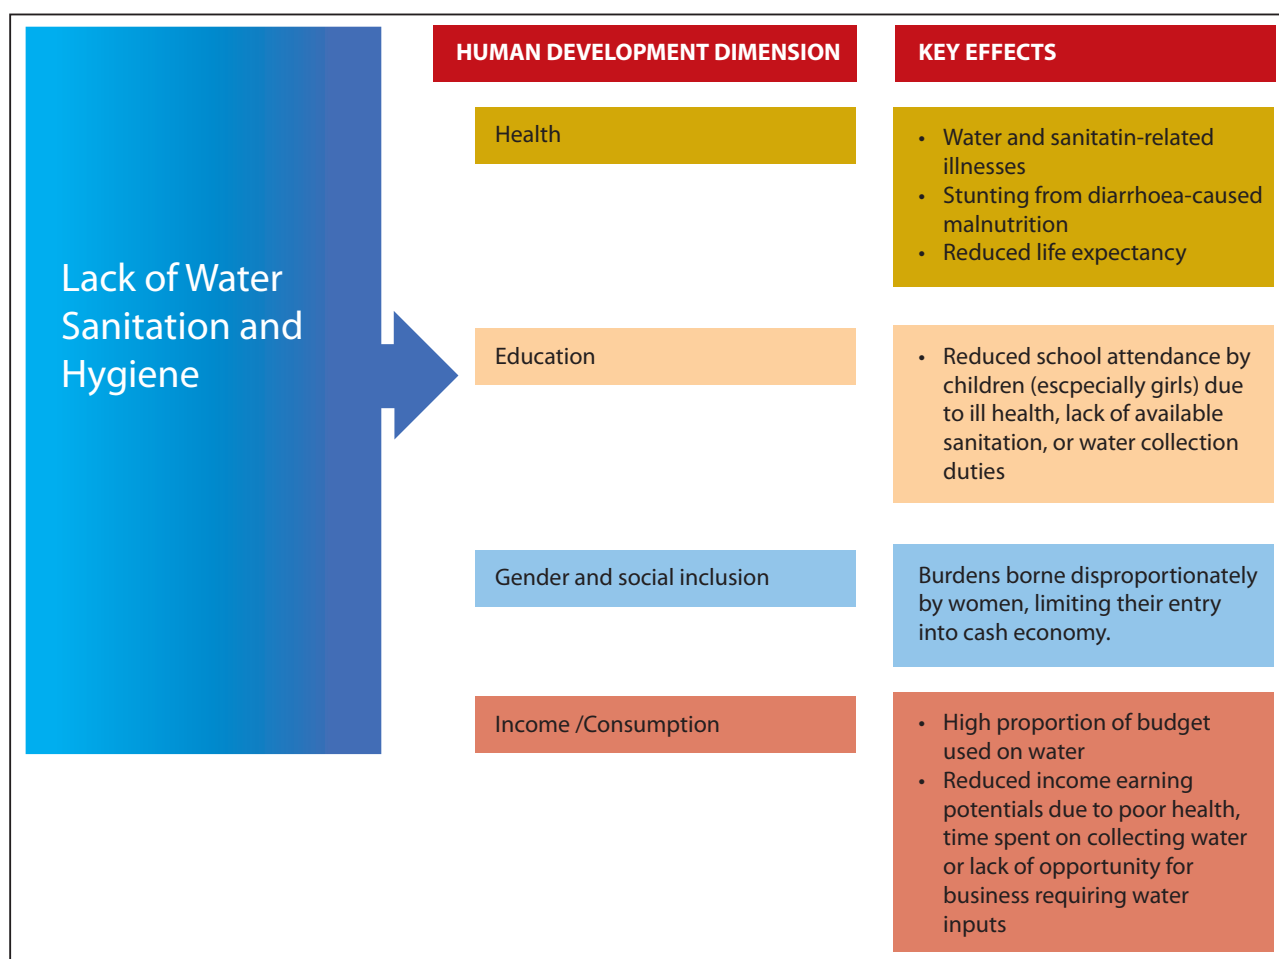 Lack of Water
Sanitation and
Hygiene
HUMAN DEVELOPMENT DIMENSION
KEY EFFECTS
Health
• Water and sanitatin-related
illnesses
• Stunting from diarrhoea-caused
malnutrition
• Reduced life expectancy
Education
• Reduced school attendance by
children (escpecially girls) due
to ill health, lack of available
sanitation, or water collection
duties
Gender and social inclusion
Burdens borne disproportionately
by women, limiting their entry
into cash economy.
Income /Consumption
• High proportion of budget
used on water
• Reduced income earning
potentials due to poor health,
time spent on collecting water
or lack of opportunity for
business requiring water
inputs